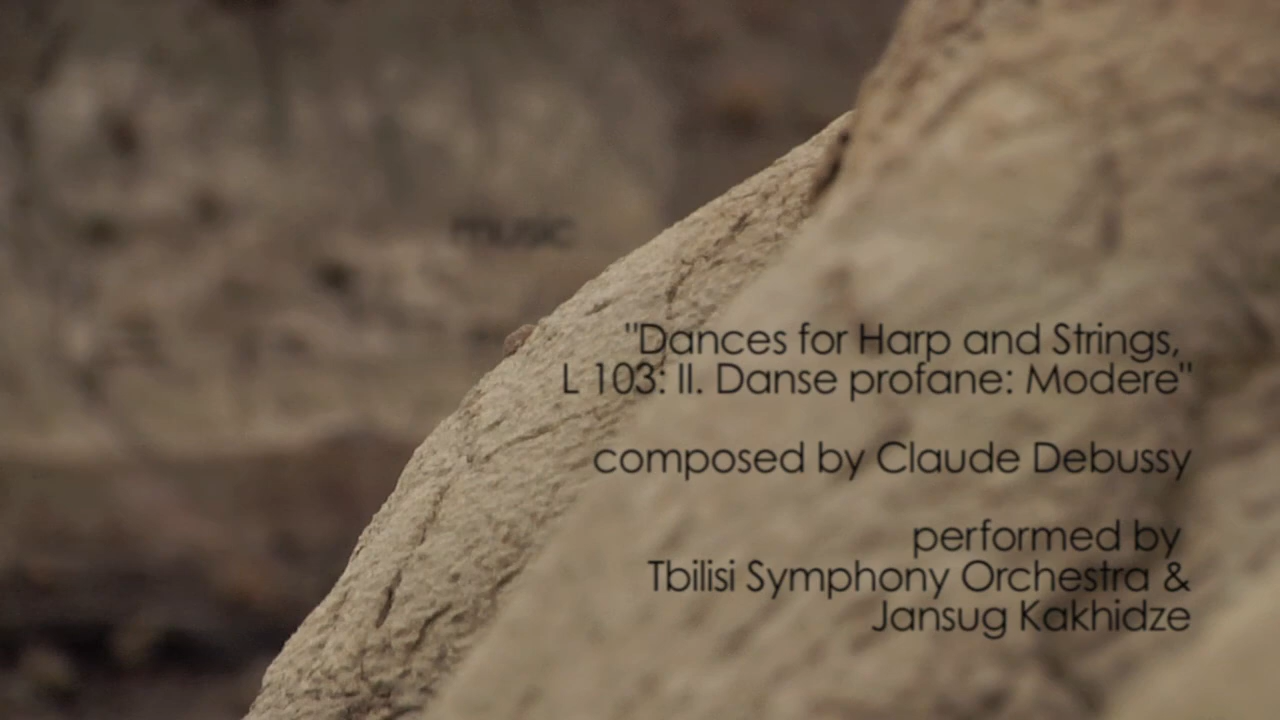 music
"Dances for Harp and Strings,
L 103: II. Danse profane: Modere"
composed by Claude Debussy
performed by
Tbilisi Symphony Orchestra &
Jansug Kakhidze